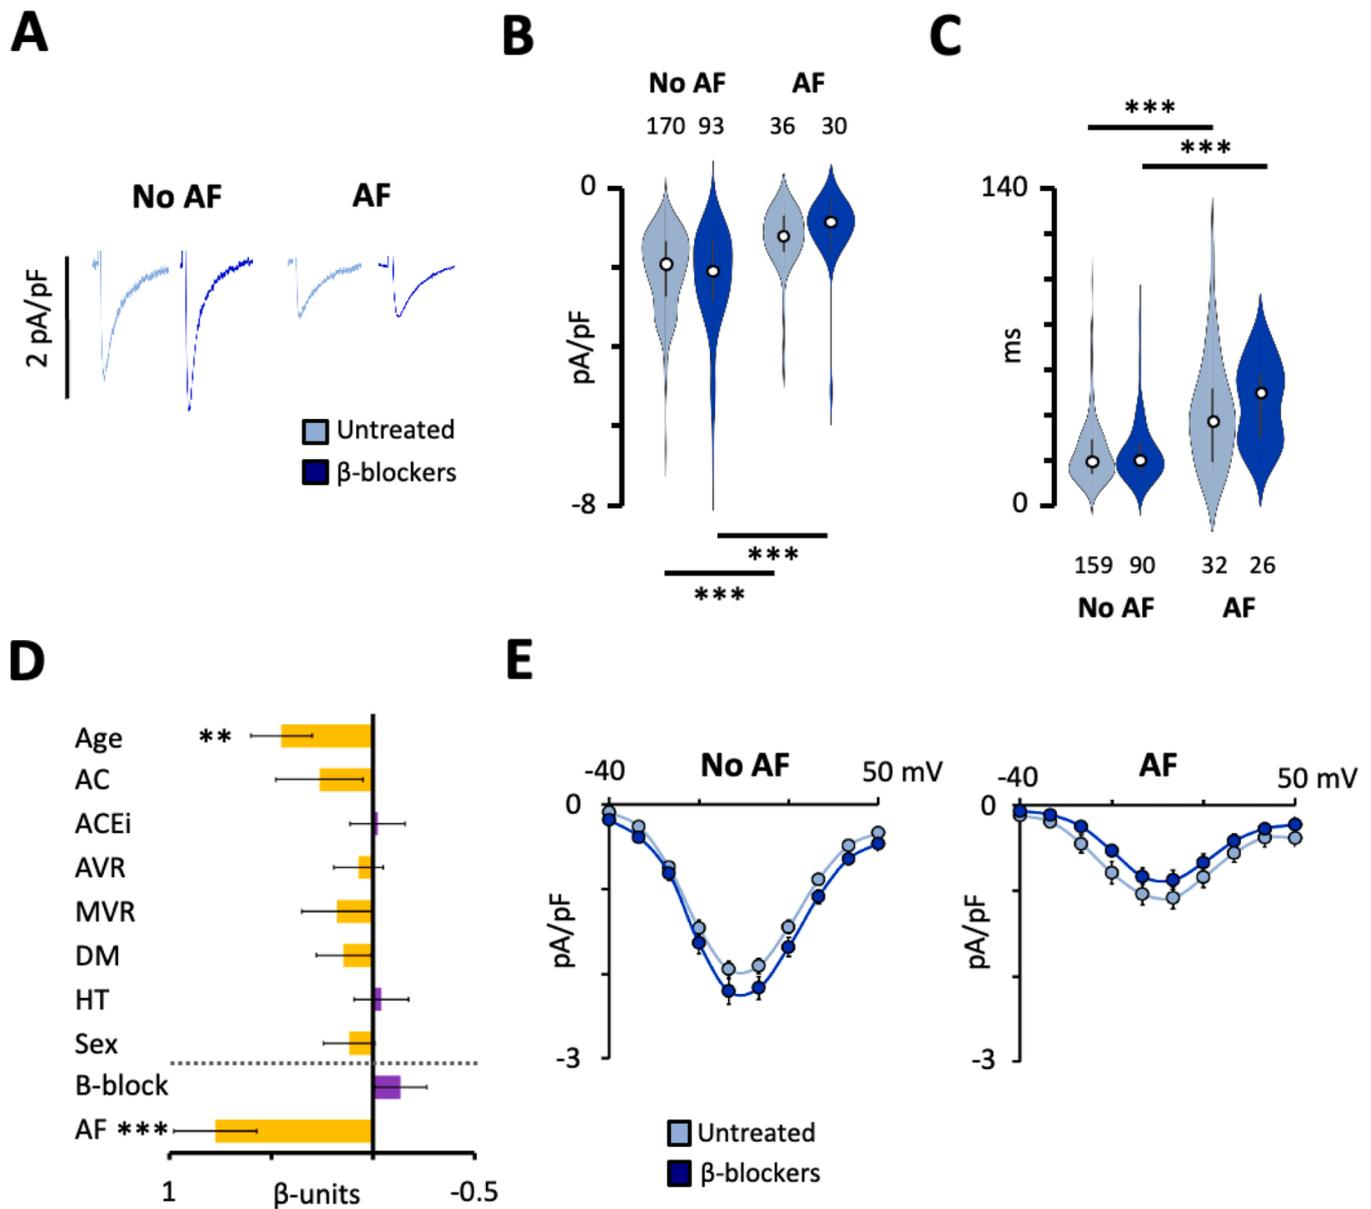 A
B
C
No AF AF
2 pA/pF
Untreated
β-blockers
No AF AF
170 93 36 30
0
pA/pF
-8
***
***
***
***
140
ms
0
159 90 32 26
No AF AF
D
E
Age **
AC
ACEi
AVR
MVR
DM
HT
Sex
B-block
AF ***
1 β-units -0.5
-40 No AF 50 mV
0
pA/pF
-3
-40 AF 50 mV
0
pA/pF
-3
Untreated
β-blockers